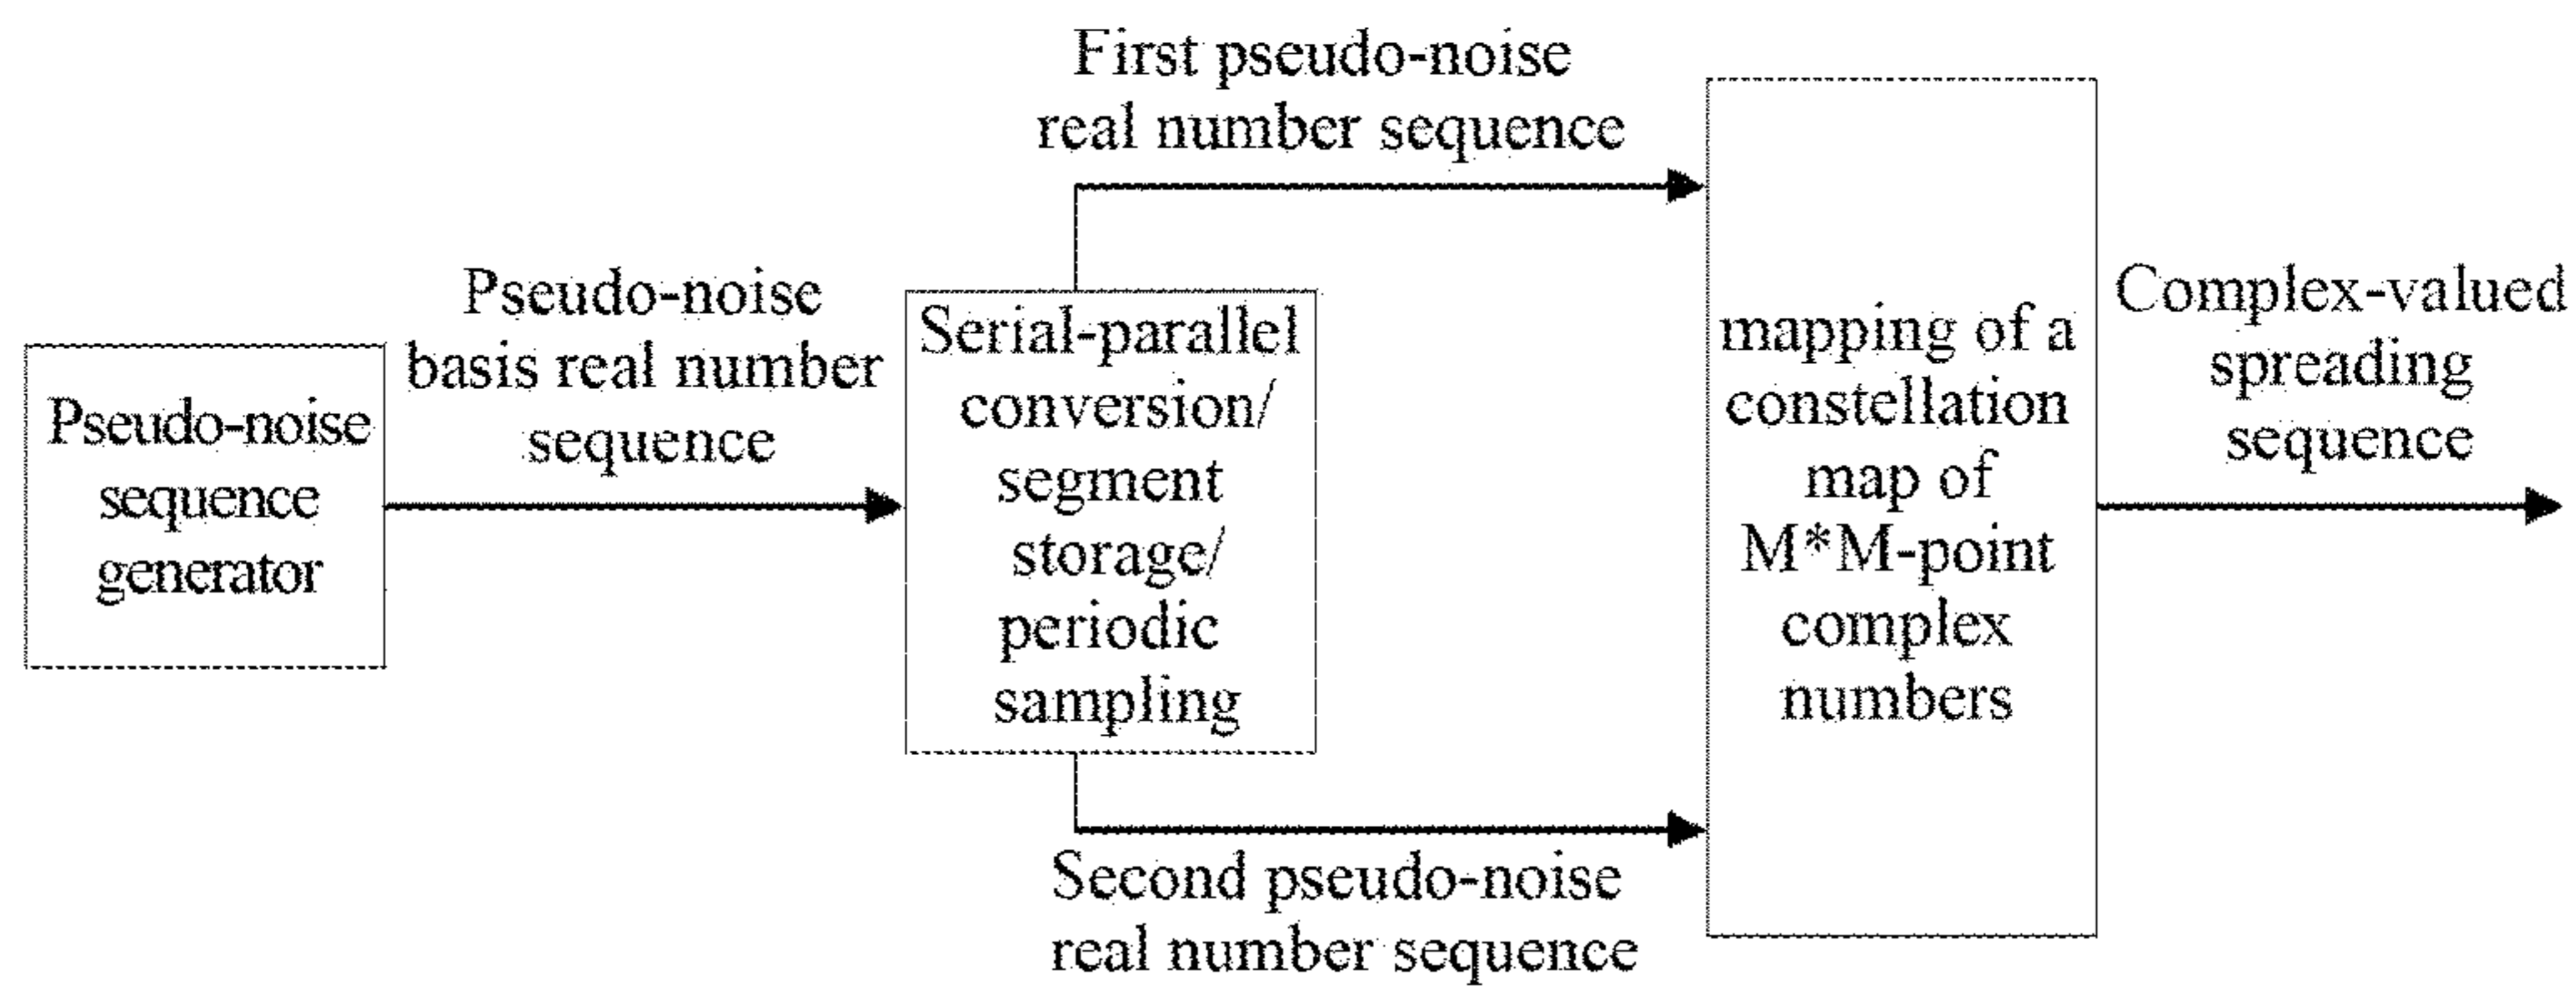 Pseudo-noise
sequence
generator
Pseudo-noise
basis real number
sequence
Serial-parallel
conversion/
segment
storage/
periodic
sampling
First pseudo-noise
real number sequence
Second pseudo-noise
real number sequence
mapping of a
constellation
map of
M*M-point
complex
numbers
Complex-valued
spreading
sequence